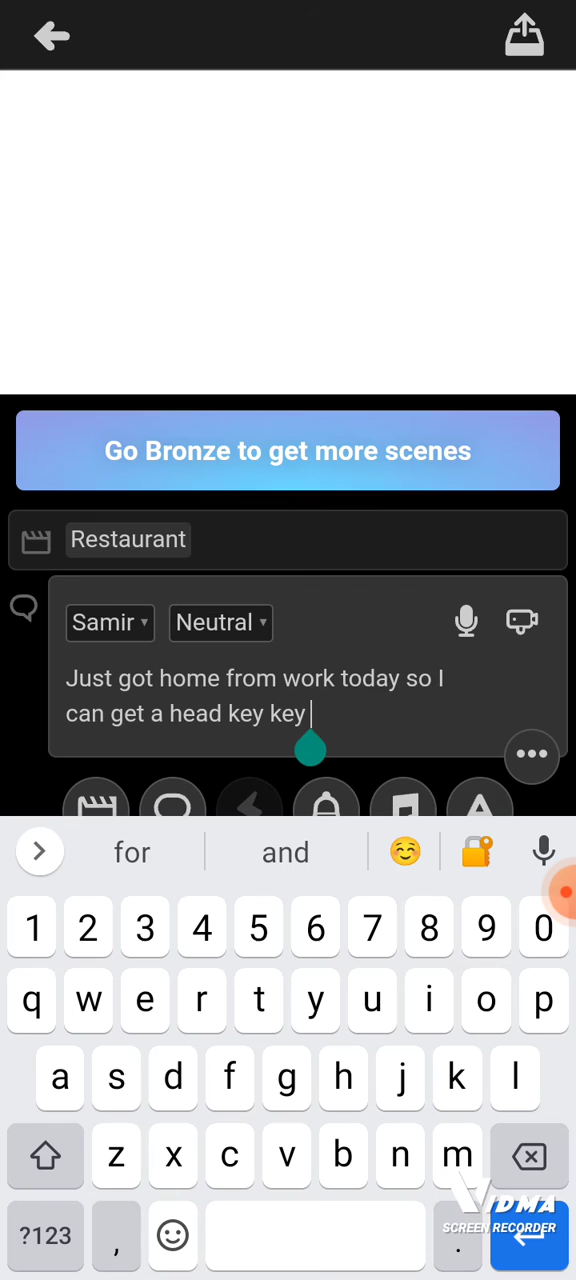 Go Bronze to get more scenes
Restaurant
Samir Neutral
Just got home from work today so I
can get a head key key
for and
1 2 3 4 5 6 7 8 9 0
q w e r t y u i o p
a s d f g h j k l
z x c v b n m
?123 , .
VIDMA
SCREEN RECORDER